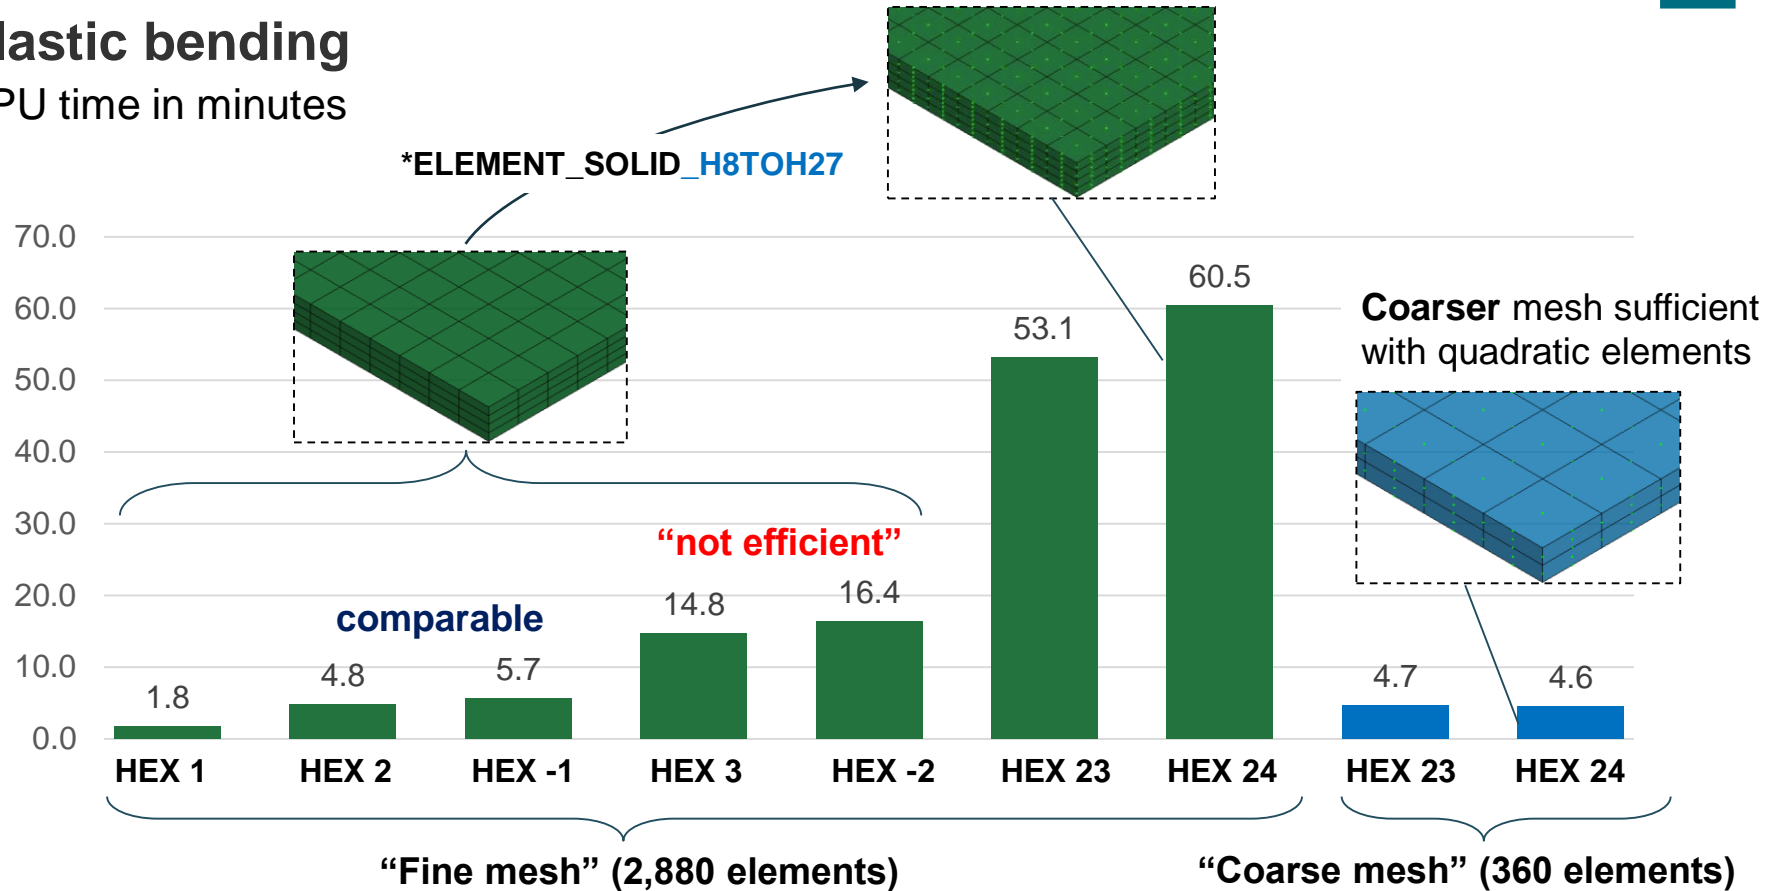 lastic bending
PU time in minutes
*ELEMENT_SOLID_H8TOH27
70.0
60.0
50.0
40.0
30.0
20.0
10.0
0.0
1.8
4.8
5.7
14.8
16.4
53.1
60.5
4.7
4.6
comparable
“not efficient”
Coarser mesh sufficient
with quadratic elements
HEX 1
HEX 2
HEX -1
HEX 3
HEX -2
HEX 23
HEX 24
HEX 23
HEX 24
“Fine mesh” (2,880 elements)
“Coarse mesh” (360 elements)